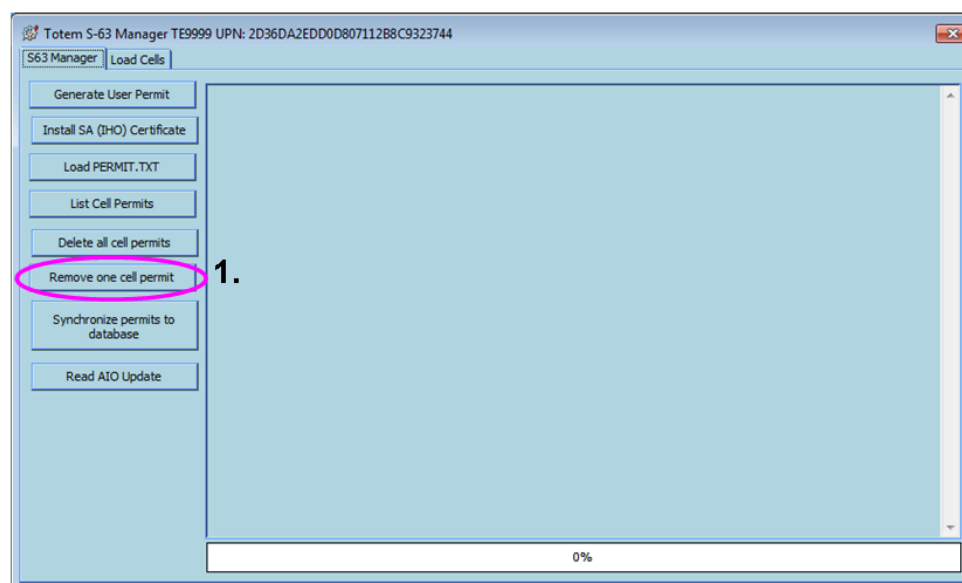 Totem S-63 Manager TE9999 UPN: 2D36DA2EDD0D807112B8C9323744
S63 Manager
Load Cells
Generate User Permit
Install SA (IHO) Certificate
Load PERMIT.TXT
List Cell Permits
Delete all cell permits
Remove one cell permit
1.
Synchronize permits to
database
Read AIO Update
0%